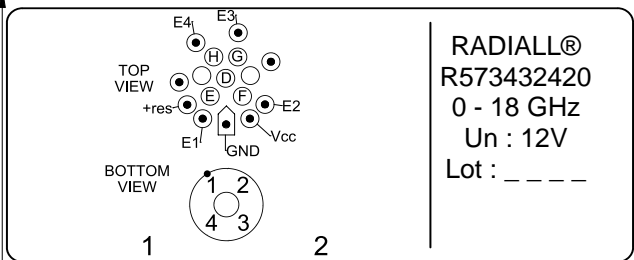 E4 E3
H G
TOP
VIEW
D
+res E F E2
E1 Vcc
GND
BOTTOM
VIEW
1 2
4 3
1 2
RADIALL®
R573432420
0 - 18 GHz
Un : 12V
Lot : _ _ _ _